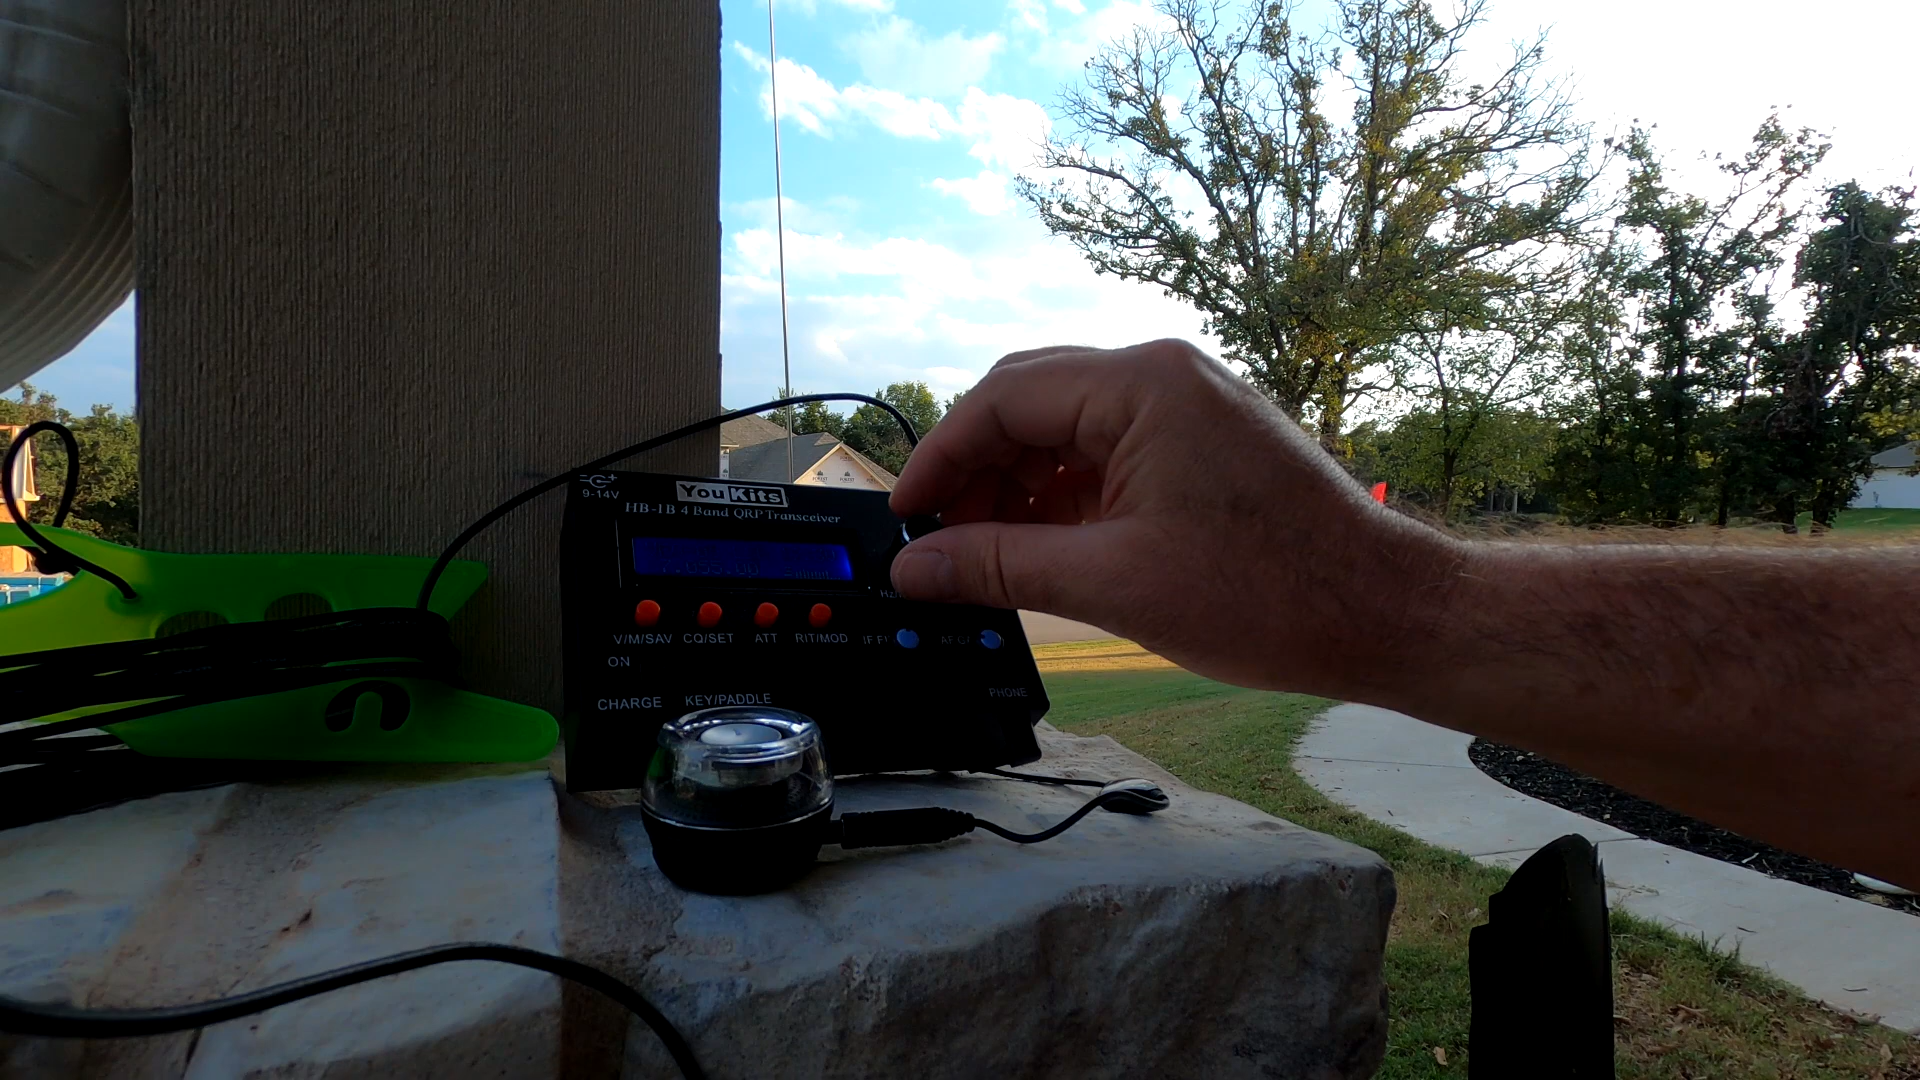 9-14V
YouKits
HB-1B 4 Band QRP Transceiver
V/M/SAV CQ/SET ATT RIT/MOD
ON
CHARGE KEY/PADDLE
PHONE